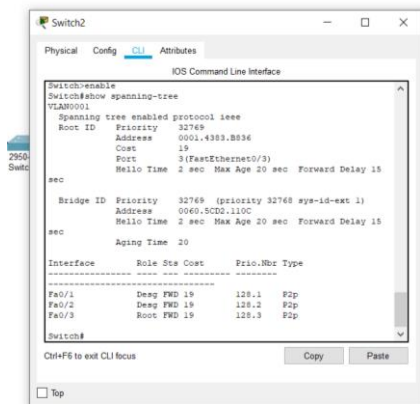 Switch2
Physical Config CLI Attributes
IOS Command Line Interface
Switch>enable
Switch#show spanning-tree
VLAN0001
Spanning tree enabled protocol ieee
Root ID Priority 32769
Address 0001.4383.B836
Cost 19
Port 3(FastEthernet0/3)
Hello Time 2 sec Max Age 20 sec Forward Delay 15
sec
Bridge ID Priority 32769 (priority 32768 sys-id-ext 1)
Address 0060.5CD2.110C
Hello Time 2 sec Max Age 20 sec Forward Delay 15
sec
Aging Time 20
Interface Role Sts Cost Prio.Nbr Type
---------------- ---- --- --------- --------
--------------------------------
Fa0/1 Desg FWD 19 128.1 P2p
Fa0/2 Desg FWD 19 128.2 P2p
Fa0/3 Root FWD 19 128.3 P2p
Switch#
Ctrl+F6 to exit CLI focus
Copy Paste
Top
2950-
Switc